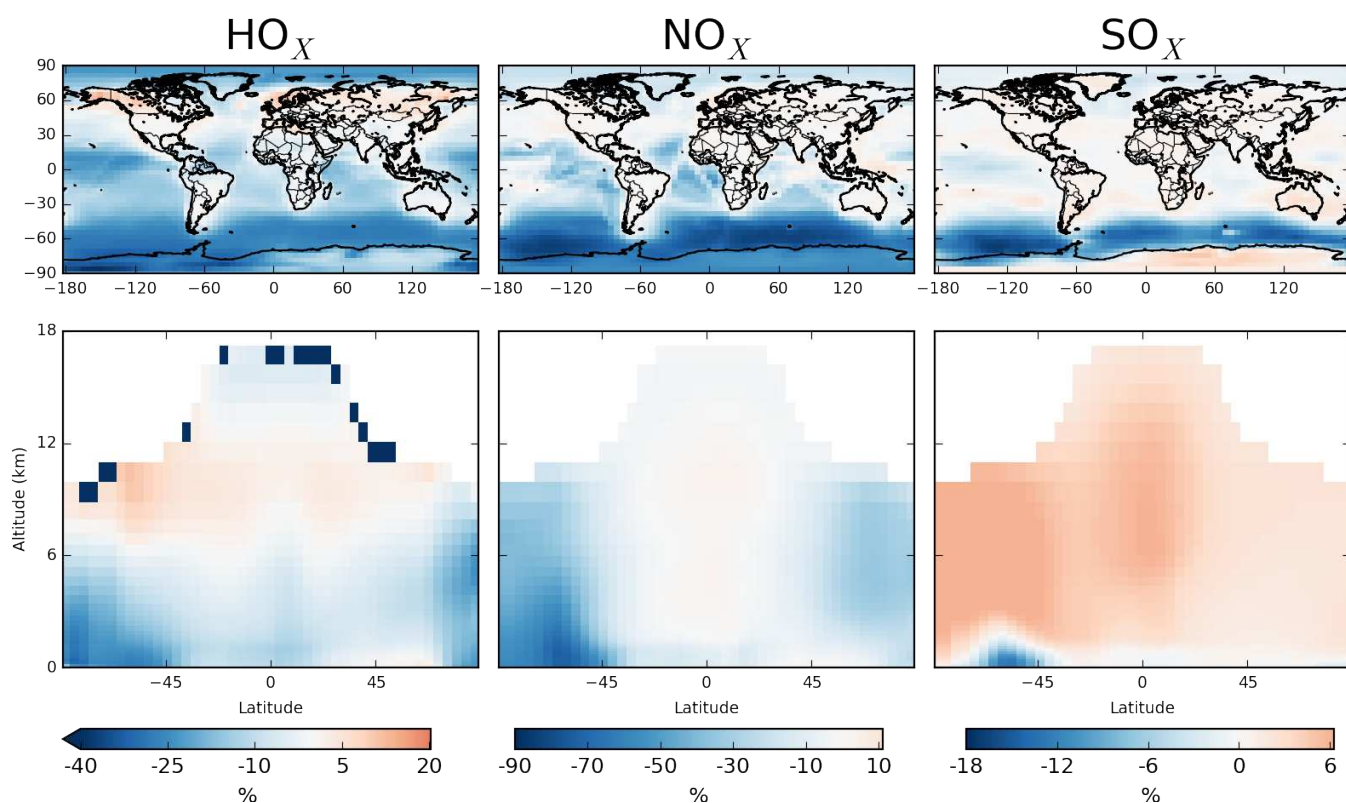 HOX NOX SOX
90
60
30
0
−30
−60
−90
−180 −120 −60 0 60 120 −180 −120 −60 0 60 120 −180 −120 −60 0 60 120
18
12
6
0
Altitude (km)
−45 0 45 −45 0 45 −45 0 45
Latitude Latitude Latitude
-40 -25 -10 5 20 -90 -70 -50 -30 -10 10 -18 -12 -6 0 6
% % %